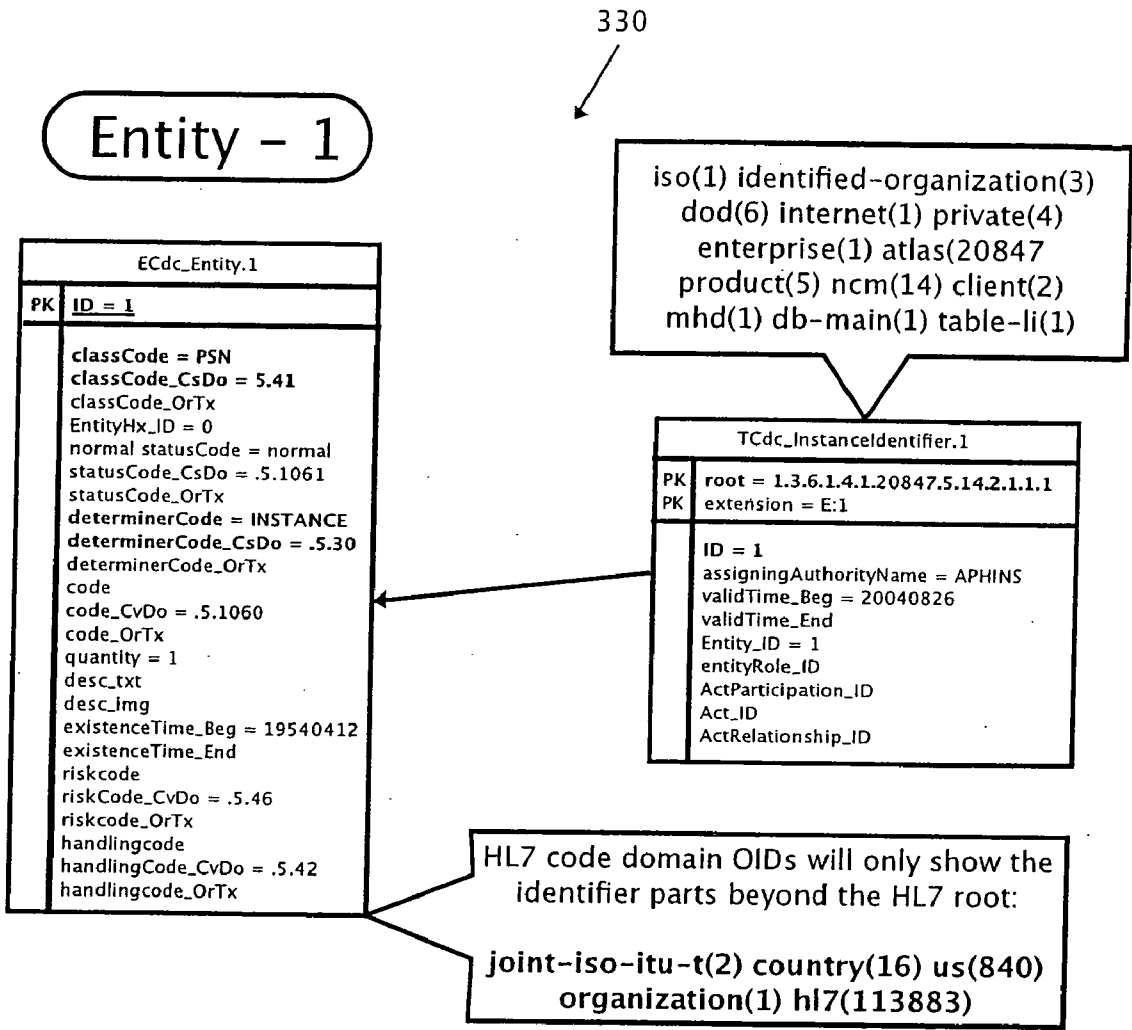 330
Entity - 1
iso(1) identified-organization(3)
dod(6) internet(1) private(4)
enterprise(1) atlas(20847
product(5) ncm(14) client(2)
mhd(1) db-main(1) table-li(1)
ECdc_Entity.1
PK ID = 1
classCode = PSN
classCode_CsDo = 5.41
classCode_OrTx
EntityHx_ID = 0
normal statusCode = normal
statusCode_CsDo = .5.1061
statusCode_OrTx
determinerCode = INSTANCE
determinerCode_CsDo = .5.30
determinerCode_OrTx
code
code_CvDo = .5.1060
code_OrTx
quantity = 1
desc_txt
desc_img
existenceTime_Beg = 19540412
existenceTime_End
riskcode
riskCode_CvDo = .5.46
riskcode_OrTx
handlingcode
handlingCode_CvDo = .5.42
handlingcode_OrTx
TCdc_InstanceIdentifier.1
PK root = 1.3.6.1.4.1.20847.5.14.2.1.1.1
PK extension = E:1
ID = 1
assigningAuthorityName = APHINS
validTime_Beg = 20040826
validTime_End
Entity_ID = 1
entityRole_ID
ActParticipation_ID
Act_ID
ActRelationship_ID
HL7 code domain OIDs will only show the
identifier parts beyond the HL7 root:
joint-iso-itu-t(2) country(16) us(840)
organization(1) hl7(113883)